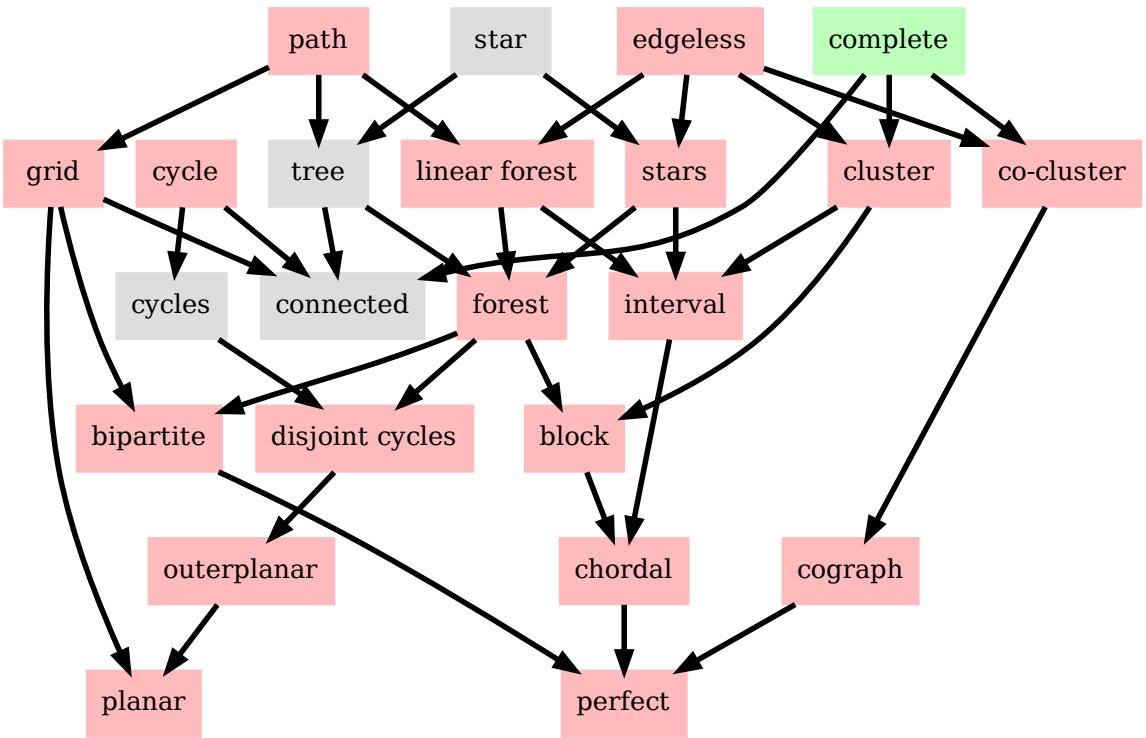 path
star
edgeless
complete
grid
cycle
tree
linear forest
stars
cluster
co-cluster
cycles
connected
forest
interval
bipartite
disjoint cycles
block
outerplanar
chordal
cograph
planar
perfect